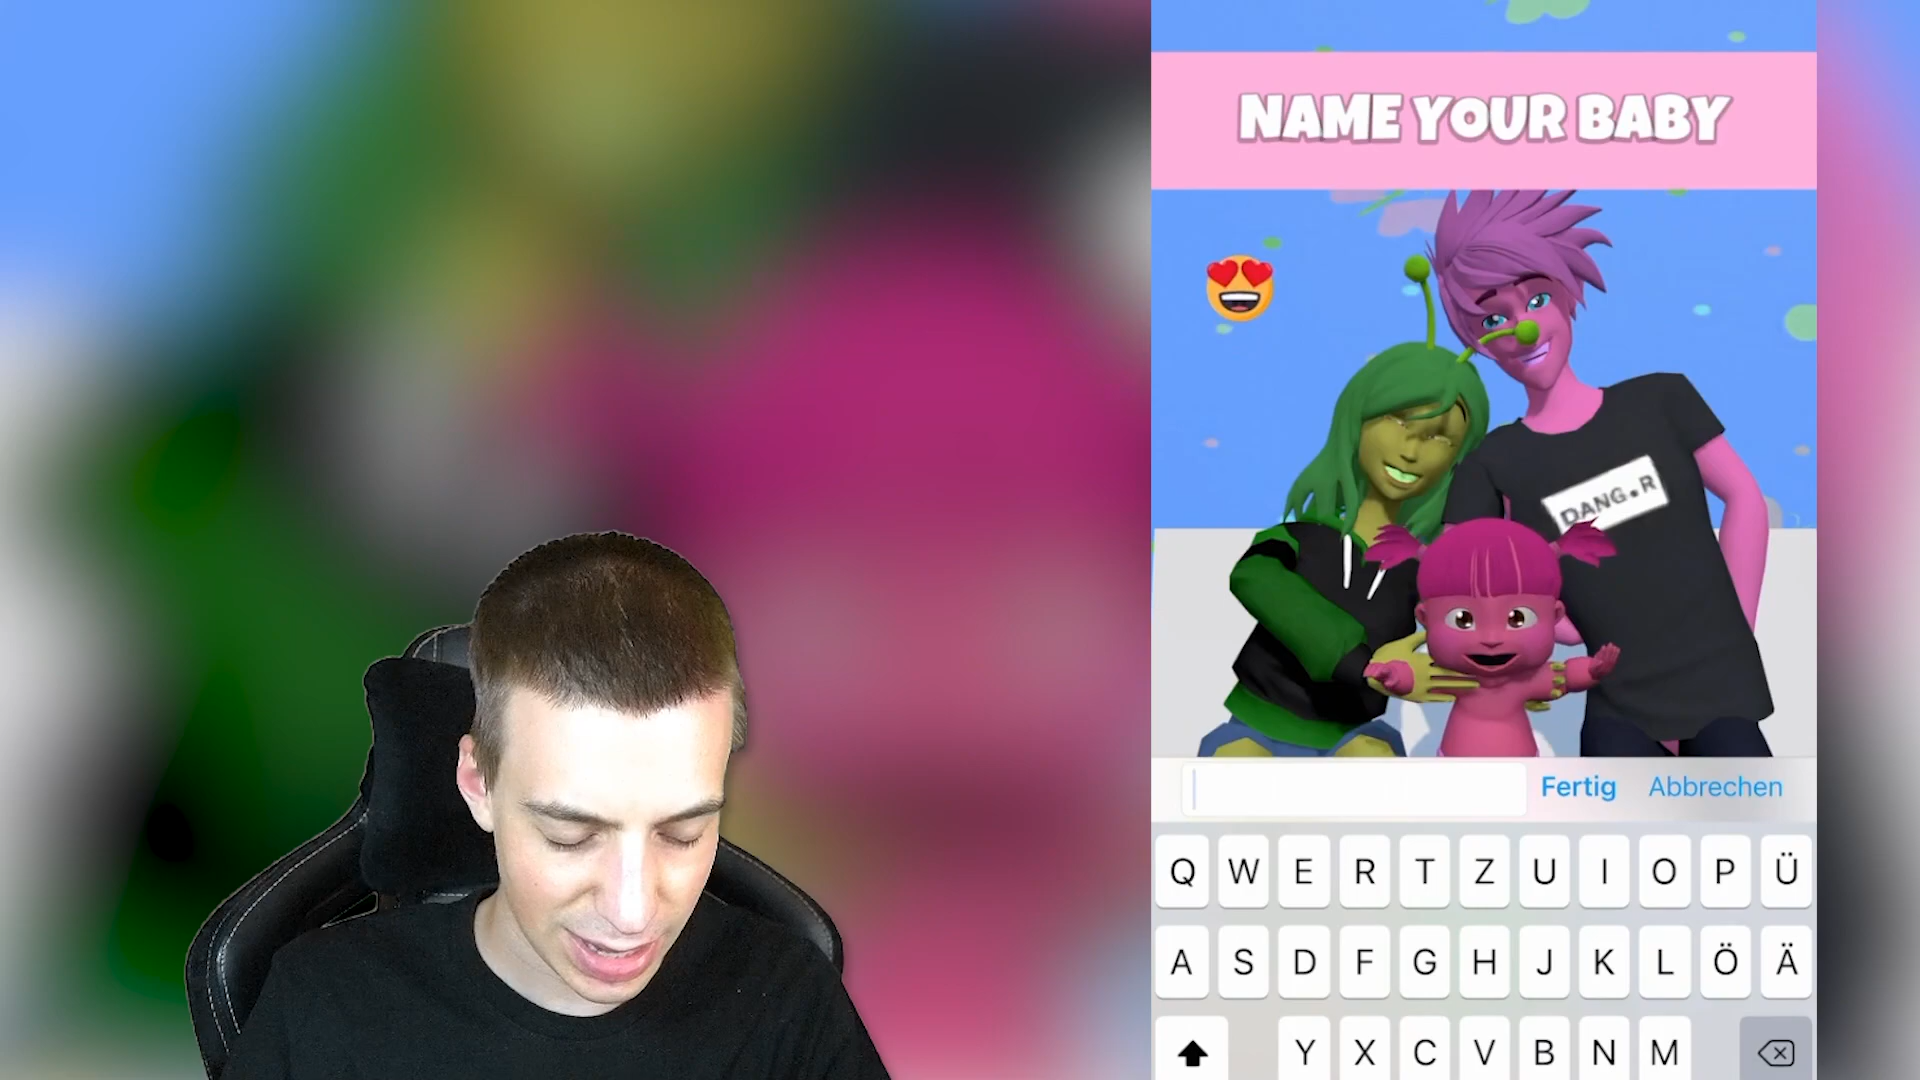 NAME YOUR BABY
DANG.R
Fertig Abbrechen
Q W E R T Z U I O P Ü
A S D F G H J K L Ö Ä
Y X C V B N M